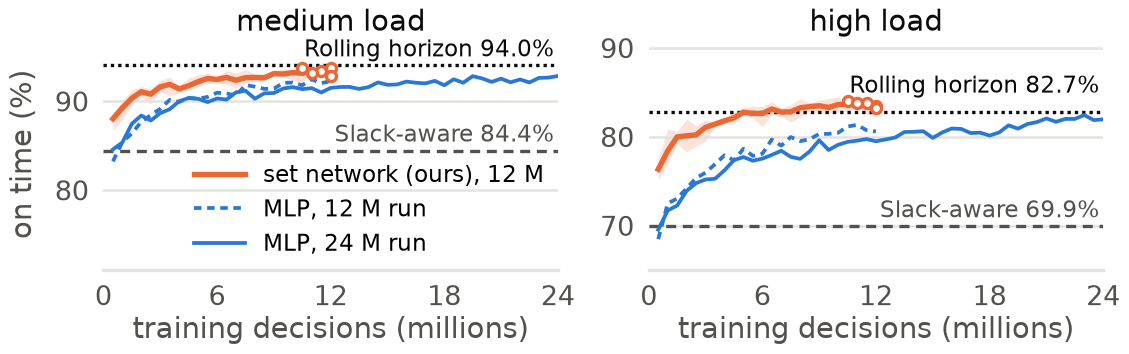 medium load
Rolling horizon 94.0%
Slack-aware 84.4%
set network (ours), 12 M
MLP, 12 M run
MLP, 24 M run
on time (%)
90
80
0 6 12 18 24
training decisions (millions)
high load
Rolling horizon 82.7%
Slack-aware 69.9%
90
80
70
0 6 12 18 24
training decisions (millions)